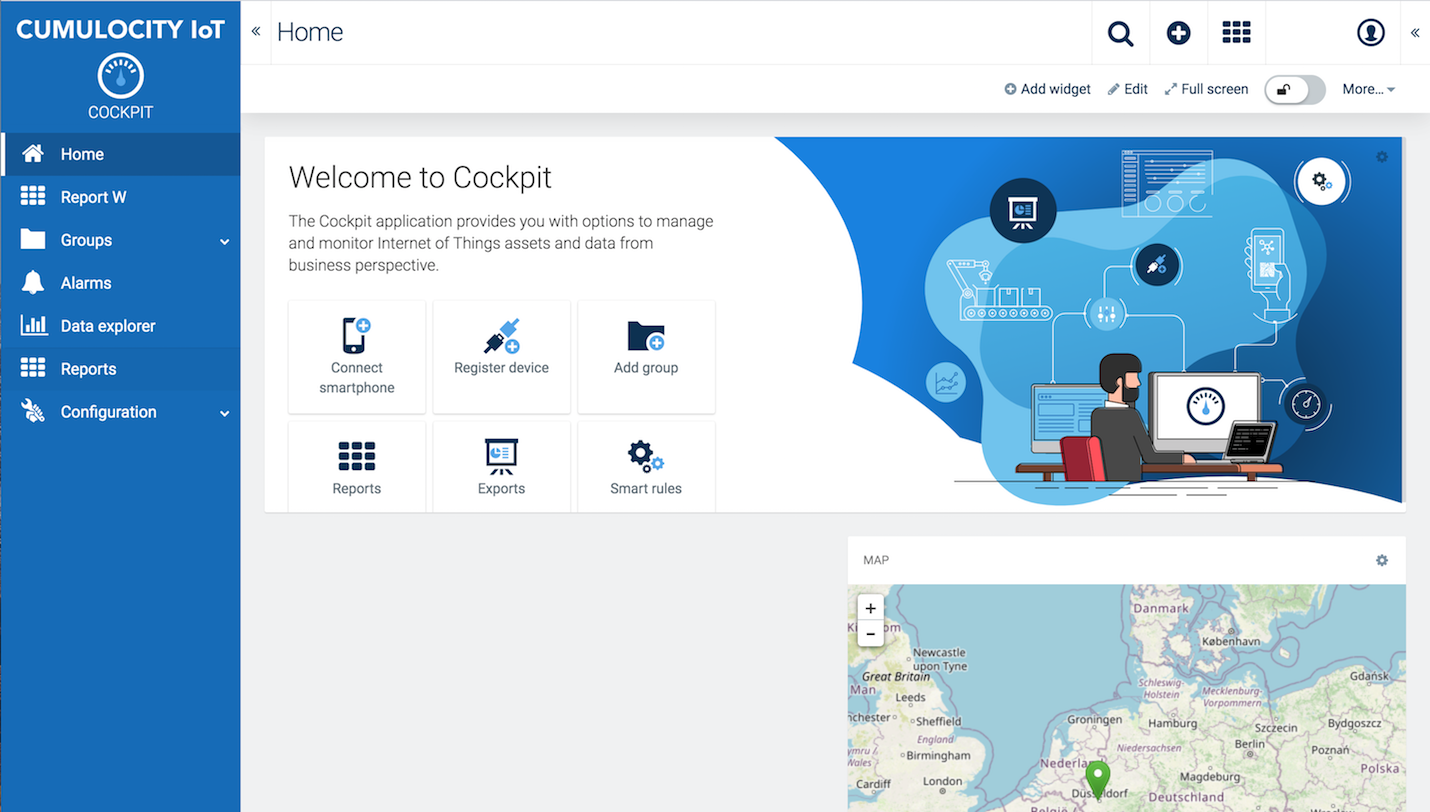 CUMULOCITY IoT
COCKPIT
Home
Report W
Groups
Alarms
Data explorer
Reports
Configuration
Home
Add widget
Edit
Full screen
More...
Welcome to Cockpit
The Cockpit application provides you with options to manage
and monitor Internet of Things assets and data from
business perspective.
Connect
smartphone
Register device
Add group
Reports
Exports
Smart rules
MAP
+
−
Danmark
København
Newcastle
upon Tyne
Great Britain
Man
Leeds
Schleswig-
Holstein
Mecklenburg-
Vorpommern
Gdańsk
nchester
Sheffield
Groningen
Hamburg
Szczecin
Bydgoszcz
England
Birmingham
Niedersachsen
Berlin
Poznań
Wales
Cardiff
London
Magdeburg
Polska
Deutschland